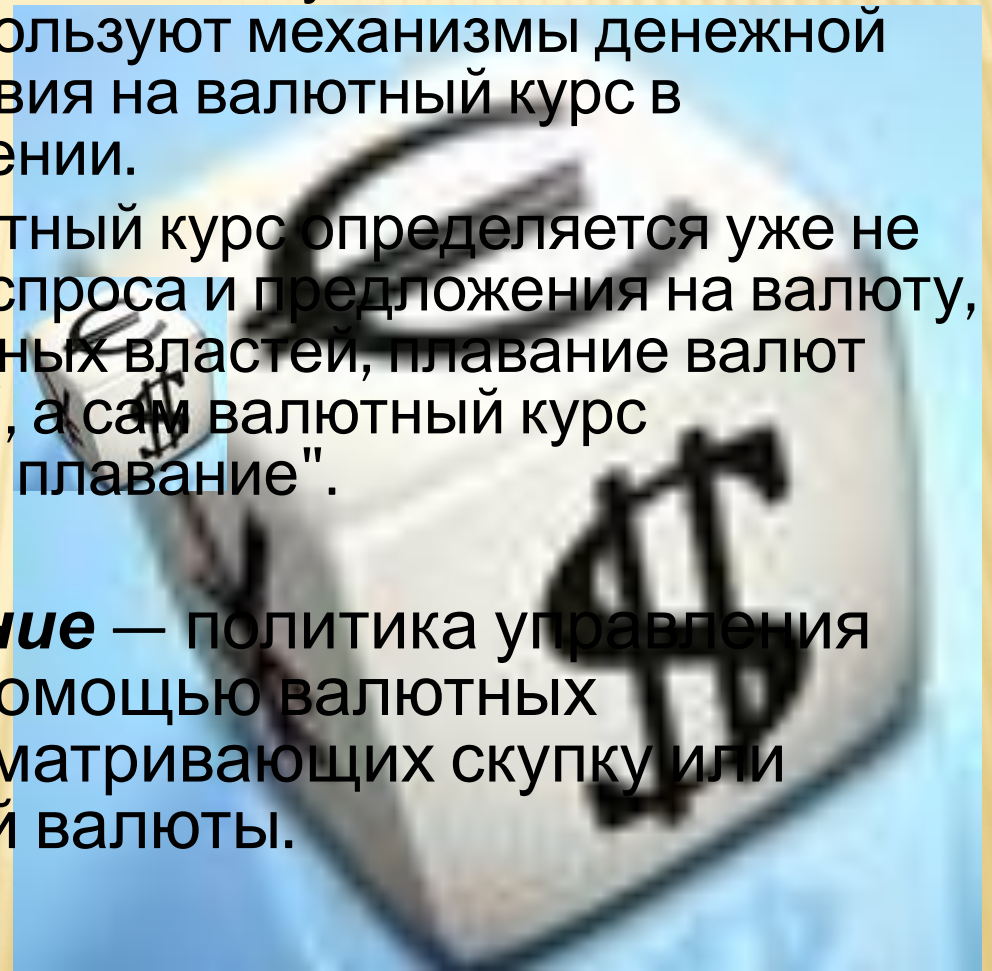 ользуют механизмы денежной
вия на валютный курс в
ении.
тный курс определяется уже не
спроса и предложения на валюту,
ных властей, плавание валют
, а сам валютный курс
плавание".
ние — политика управления
омощью валютных
матривающих скупку или
й валюты.